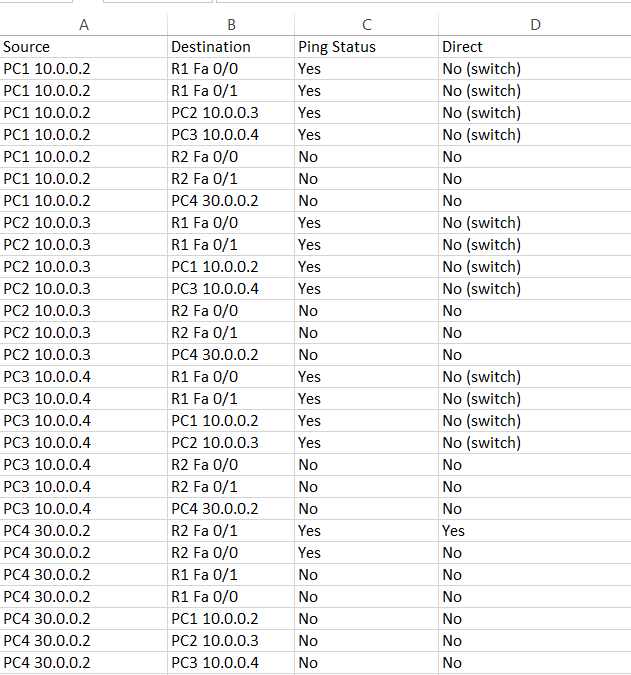 A B C D
Source Destination Ping Status Direct
PC1 10.0.0.2 R1 Fa 0/0 Yes No (switch)
PC1 10.0.0.2 R1 Fa 0/1 Yes No (switch)
PC1 10.0.0.2 PC2 10.0.0.3 Yes No (switch)
PC1 10.0.0.2 PC3 10.0.0.4 Yes No (switch)
PC1 10.0.0.2 R2 Fa 0/0 No No
PC1 10.0.0.2 R2 Fa 0/1 No No
PC1 10.0.0.2 PC4 30.0.0.2 No No
PC2 10.0.0.3 R1 Fa 0/0 Yes No (switch)
PC2 10.0.0.3 R1 Fa 0/1 Yes No (switch)
PC2 10.0.0.3 PC1 10.0.0.2 Yes No (switch)
PC2 10.0.0.3 PC3 10.0.0.4 Yes No (switch)
PC2 10.0.0.3 R2 Fa 0/0 No No
PC2 10.0.0.3 R2 Fa 0/1 No No
PC2 10.0.0.3 PC4 30.0.0.2 No No
PC3 10.0.0.4 R1 Fa 0/0 Yes No (switch)
PC3 10.0.0.4 R1 Fa 0/1 Yes No (switch)
PC3 10.0.0.4 PC1 10.0.0.2 Yes No (switch)
PC3 10.0.0.4 PC2 10.0.0.3 Yes No (switch)
PC3 10.0.0.4 R2 Fa 0/0 No No
PC3 10.0.0.4 R2 Fa 0/1 No No
PC3 10.0.0.4 PC4 30.0.0.2 No No
PC4 30.0.0.2 R2 Fa 0/1 Yes Yes
PC4 30.0.0.2 R2 Fa 0/0 Yes No
PC4 30.0.0.2 R1 Fa 0/1 No No
PC4 30.0.0.2 R1 Fa 0/0 No No
PC4 30.0.0.2 PC1 10.0.0.2 No No
PC4 30.0.0.2 PC2 10.0.0.3 No No
PC4 30.0.0.2 PC3 10.0.0.4 No No